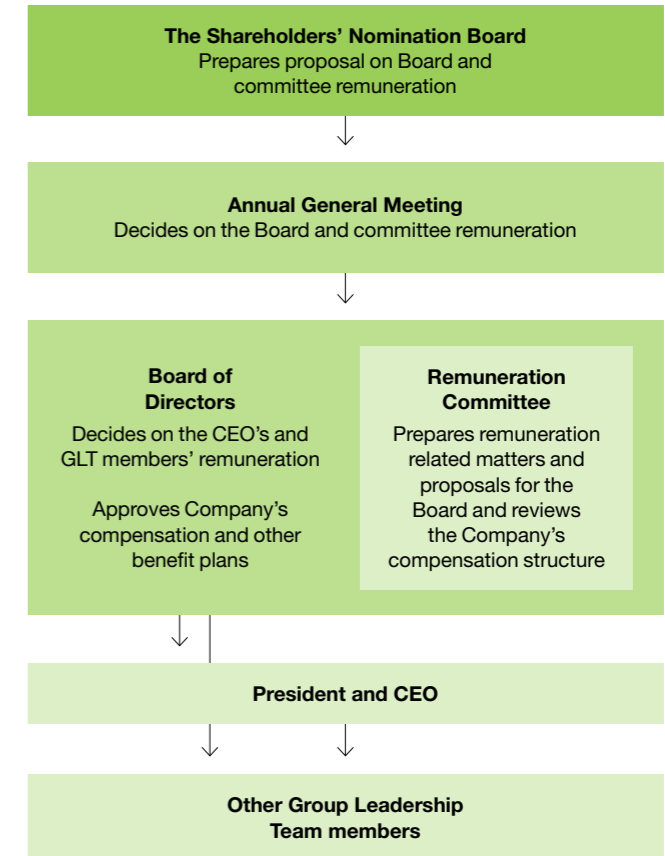 The Shareholders’ Nomination Board
Prepares proposal on Board and
committee remuneration
Annual General Meeting
Decides on the Board and committee remuneration
Board of
Directors
Decides on the CEO’s and
GLT members’ remuneration
Approves Company’s
compensation and other
benefit plans
Remuneration
Committee
Prepares remuneration
related matters and
proposals for the
Board and reviews
the Company’s
compensation structure
President and CEO
Other Group Leadership
Team members